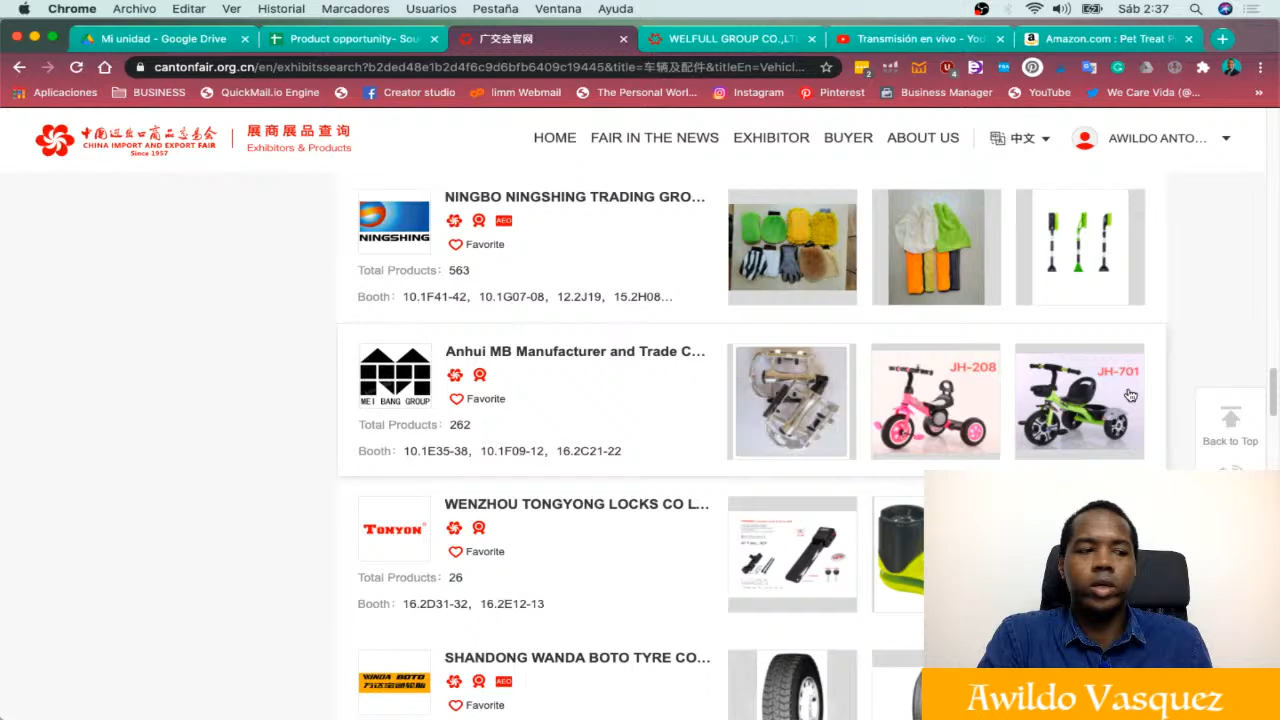 Chrome Archivo Editar Ver Historial Marcadores Usuarios Pestaña Ventana Ayuda Sáb 2:37
Mi unidad - Google Drive Product opportunity- Sou 广交会官网 WELFULL GROUP CO.,LT Transmisión en vivo - You Amazon.com : Pet Treat P
cantonfair.org.cn/en/exhibitssearch?b2ded48e1b2d4f6c9d6bfb6409c19445&title=车辆及配件&titleEn=Vehicl...
Aplicaciones BUSINESS QuickMail.io Engine Creator studio limm Webmail The Personal Wor... Instagram Pinterest Business Manager YouTube We Care Vida (@... »
中国进出口商品交易会
CHINA IMPORT AND EXPORT FAIR
Since 1957
展商展品查询
Exhibitors & Products
HOME FAIR IN THE NEWS EXHIBITOR BUYER ABOUT US 中文 AWILDO ANTO...
NINGSHING
NINGBO NINGSHING TRADING GRO...
AEO
Favorite
Total Products: 563
Booth: 10.1F41-42, 10.1G07-08, 12.2J19, 15.2H08...
MEI BANG GROUP
Anhui MB Manufacturer and Trade C...
Favorite
Total Products: 262
Booth: 10.1E35-38, 10.1F09-12, 16.2C21-22
JH-208
JH-701
Back to Top
TONYON
WENZHOU TONGYONG LOCKS CO L...
Favorite
Total Products: 26
Booth: 16.2D31-32, 16.2E12-13
WINDA BOTO
万达宝通轮胎
SHANDONG WANDA BOTO TYRE CO...
AEO
Favorite
Awildo Vasquez